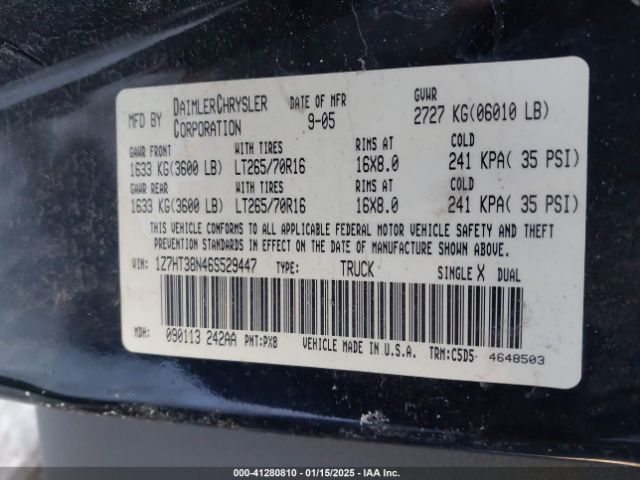 MFD BY DAIMLERCHRYSLER CORPORATION DATE OF MFR 9-05 GVWR 2727 KG(06010 LB)
GAWR FRONT WITH TIRES RIMS AT COLD
1633 KG(3600 LB) LT265/70R16 16X8.0 241 KPA( 35 PSI)
GAWR REAR WITH TIRES RIMS AT COLD
1633 KG(3600 LB) LT265/70R16 16X8.0 241 KPA( 35 PSI)
THIS VEHICLE CONFORMS TO ALL APPLICABLE FEDERAL MOTOR VEHICLE SAFETY AND THEFT
PREVENTION STANDARDS IN EFFECT ON THE DATE OF MANUFACTURE SHOWN ABOVE.
VIN: 1Z7HT38N46S529447 TYPE: TRUCK SINGLE X DUAL
MDH: 090113 242AA PNT:PX8 VEHICLE MADE IN U.S.A. TRM:C5D5 4648503
000-41280810 - 01/15/2025 - IAA Inc.